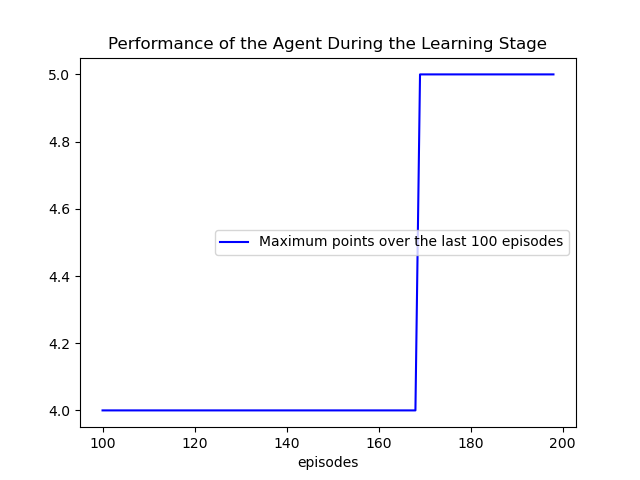 Performance of the Agent During the Learning Stage
5.0
4.8
4.6
4.4
4.2
4.0
Maximum points over the last 100 episodes
100 120 140 160 180 200
episodes